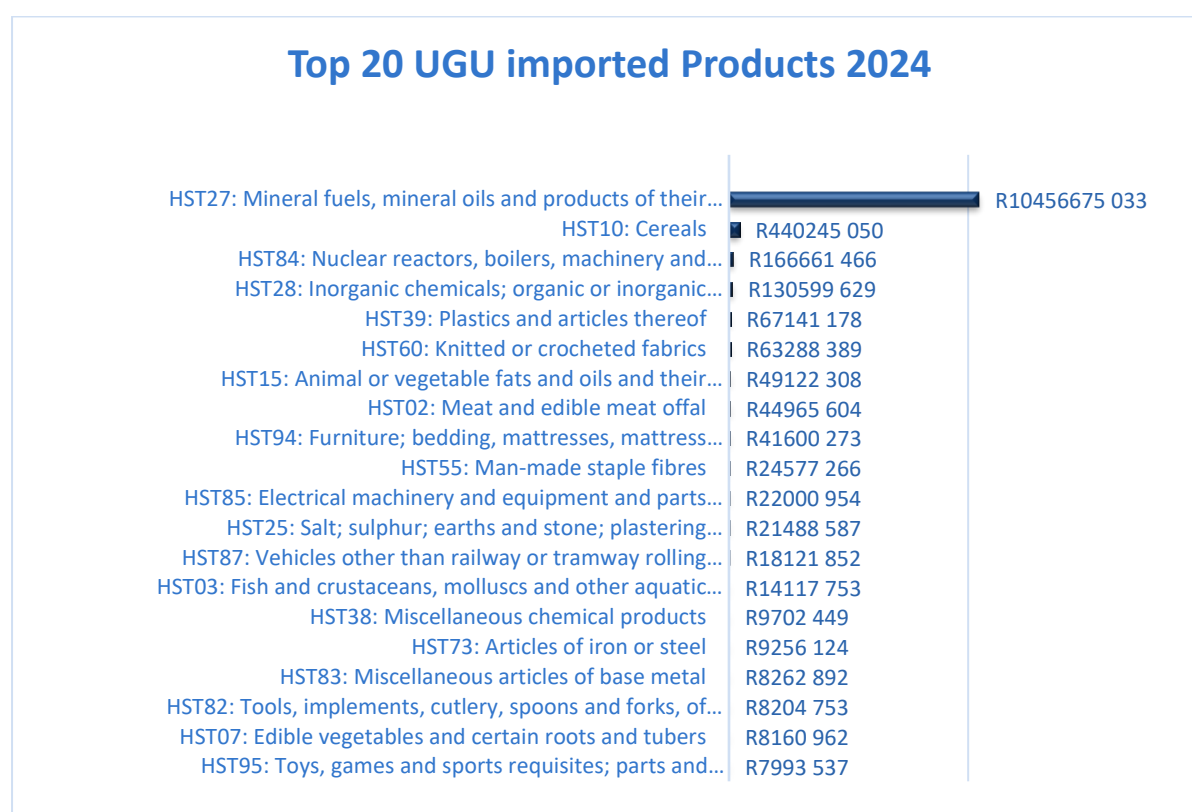 Top 20 UGU imported Products 2024
HST27: Mineral fuels, mineral oils and products of their... R10456675 033
HST10: Cereals R440245 050
HST84: Nuclear reactors, boilers, machinery and... R166661 466
HST28: Inorganic chemicals; organic or inorganic... R130599 629
HST39: Plastics and articles thereof R67141 178
HST60: Knitted or crocheted fabrics R63288 389
HST15: Animal or vegetable fats and oils and their... R49122 308
HST02: Meat and edible meat offal R44965 604
HST94: Furniture; bedding, mattresses, mattress... R41600 273
HST55: Man-made staple fibres R24577 266
HST85: Electrical machinery and equipment and parts... R22000 954
HST25: Salt; sulphur; earths and stone; plastering... R21488 587
HST87: Vehicles other than railway or tramway rolling... R18121 852
HST03: Fish and crustaceans, molluscs and other aquatic... R14117 753
HST38: Miscellaneous chemical products R9702 449
HST73: Articles of iron or steel R9256 124
HST83: Miscellaneous articles of base metal R8262 892
HST82: Tools, implements, cutlery, spoons and forks, of... R8204 753
HST07: Edible vegetables and certain roots and tubers R8160 962
HST95: Toys, games and sports requisites; parts and... R7993 537